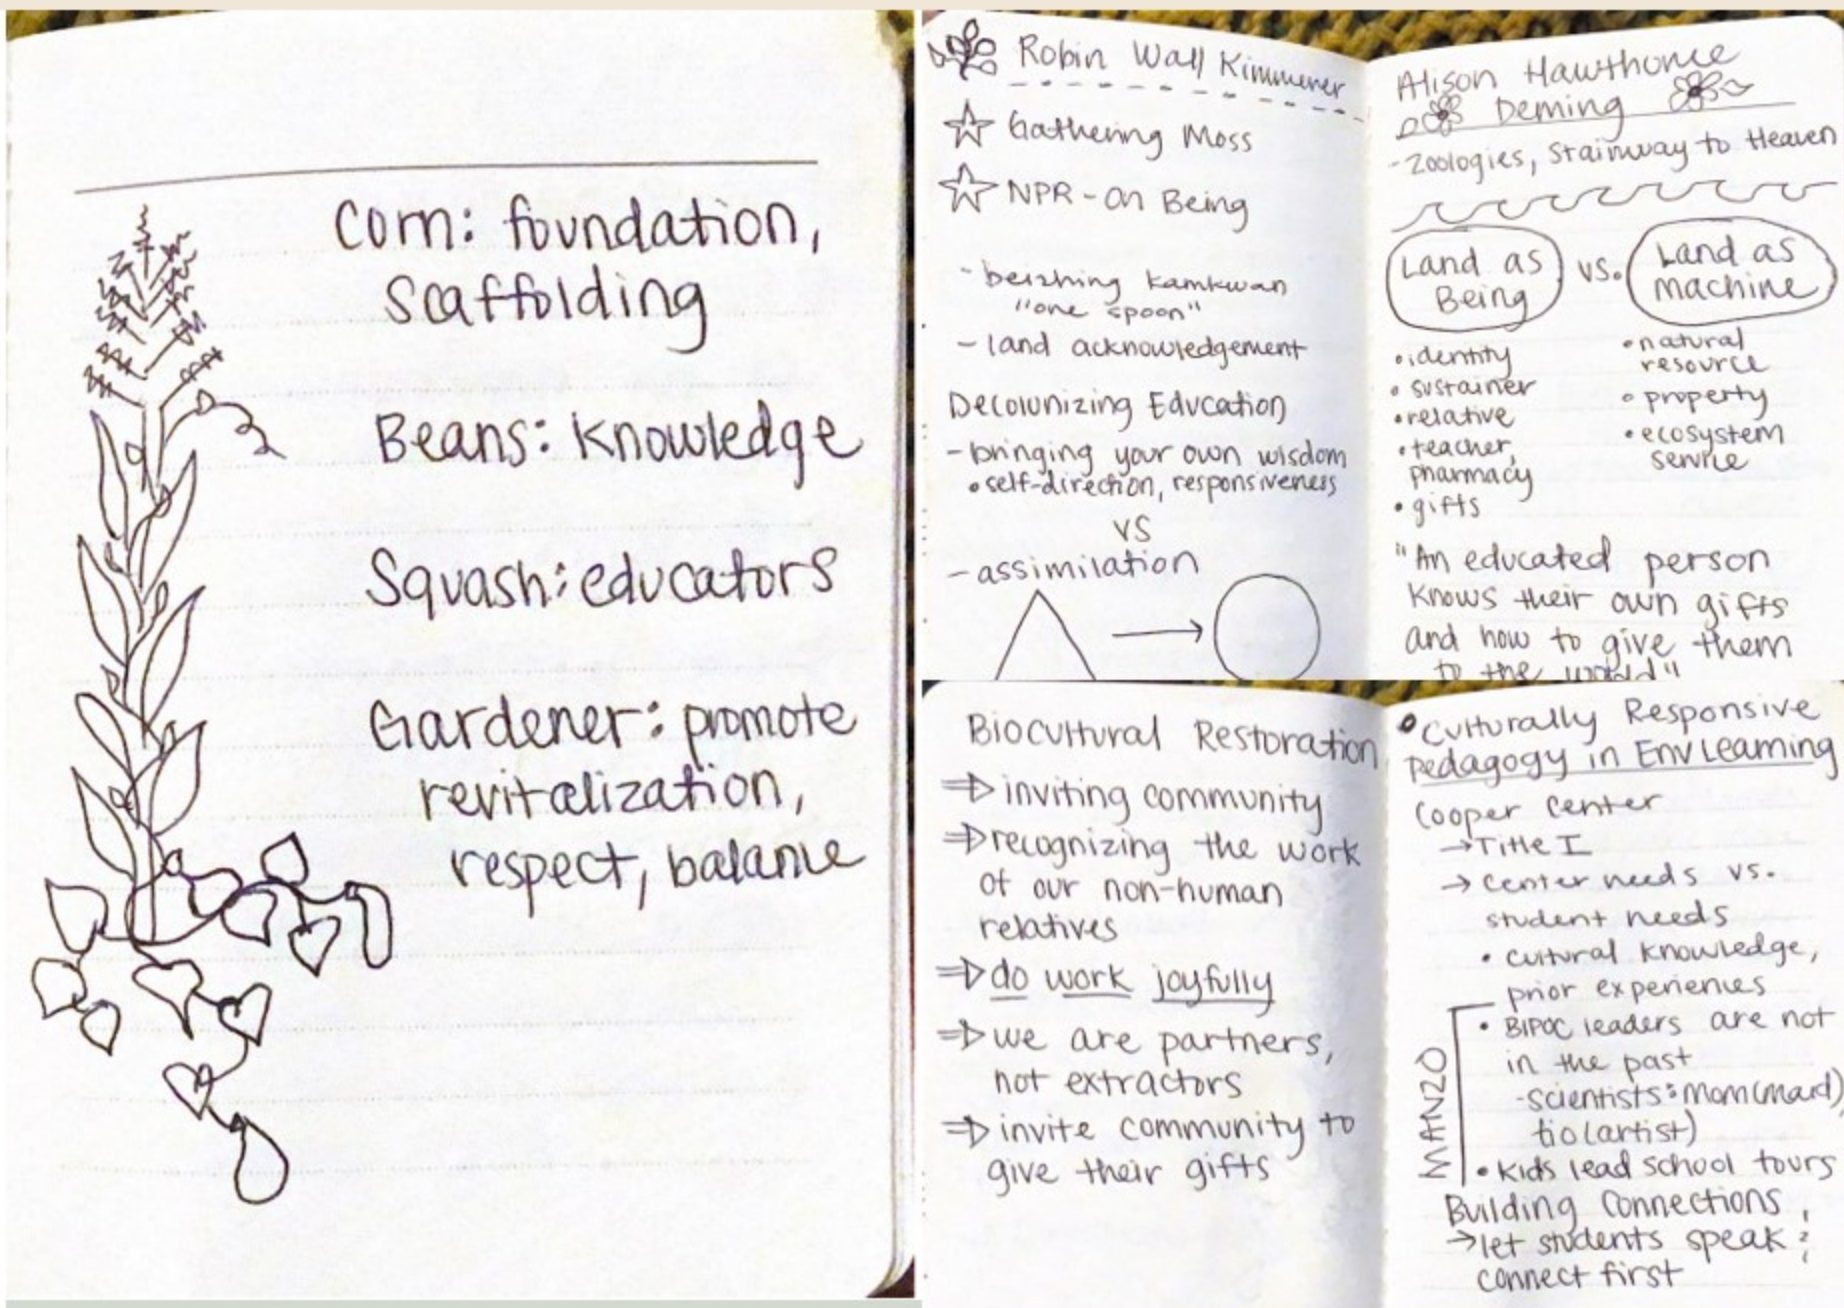 Corn: foundation,
scaffolding
Beans: knowledge
Squash: educators
Gardener: promote
revitalization,
respect, balance
Robin Wall Kimmerer
Gathering Moss
NPR - On Being
- beizhing kamkwan
"one spoon"
- land acknowledgement
Decolonizing Education
- bringing your own wisdom
• self-direction, responsiveness
VS
- assimilation
Alison Hawthorne
Deming
- Zoologies, Stairway to Heaven
Land as
Being
vs.
Land as
machine
• identity
• sustainer
• relative
• teacher,
pharmacy
• gifts
• natural
resource
• property
• ecosystem
service
"An educated person
knows their own gifts
and how to give them
to the world"
Biocultural Restoration
⇒ inviting community
⇒ recognizing the work
of our non-human
relatives
⇒ do work joyfully
⇒ we are partners,
not extractors
⇒ invite community to
give their gifts
• Culturally Responsive
Pedagogy in Env Learning
Cooper Center
→ Title I
→ Center needs vs.
student needs
• cultural knowledge,
prior experiences
MANZO
• BIPOC leaders are not
in the past
- scientists: mom (maid)
tio (artist)
• Kids lead school tours
Building Connections
→ let students speak &
connect first